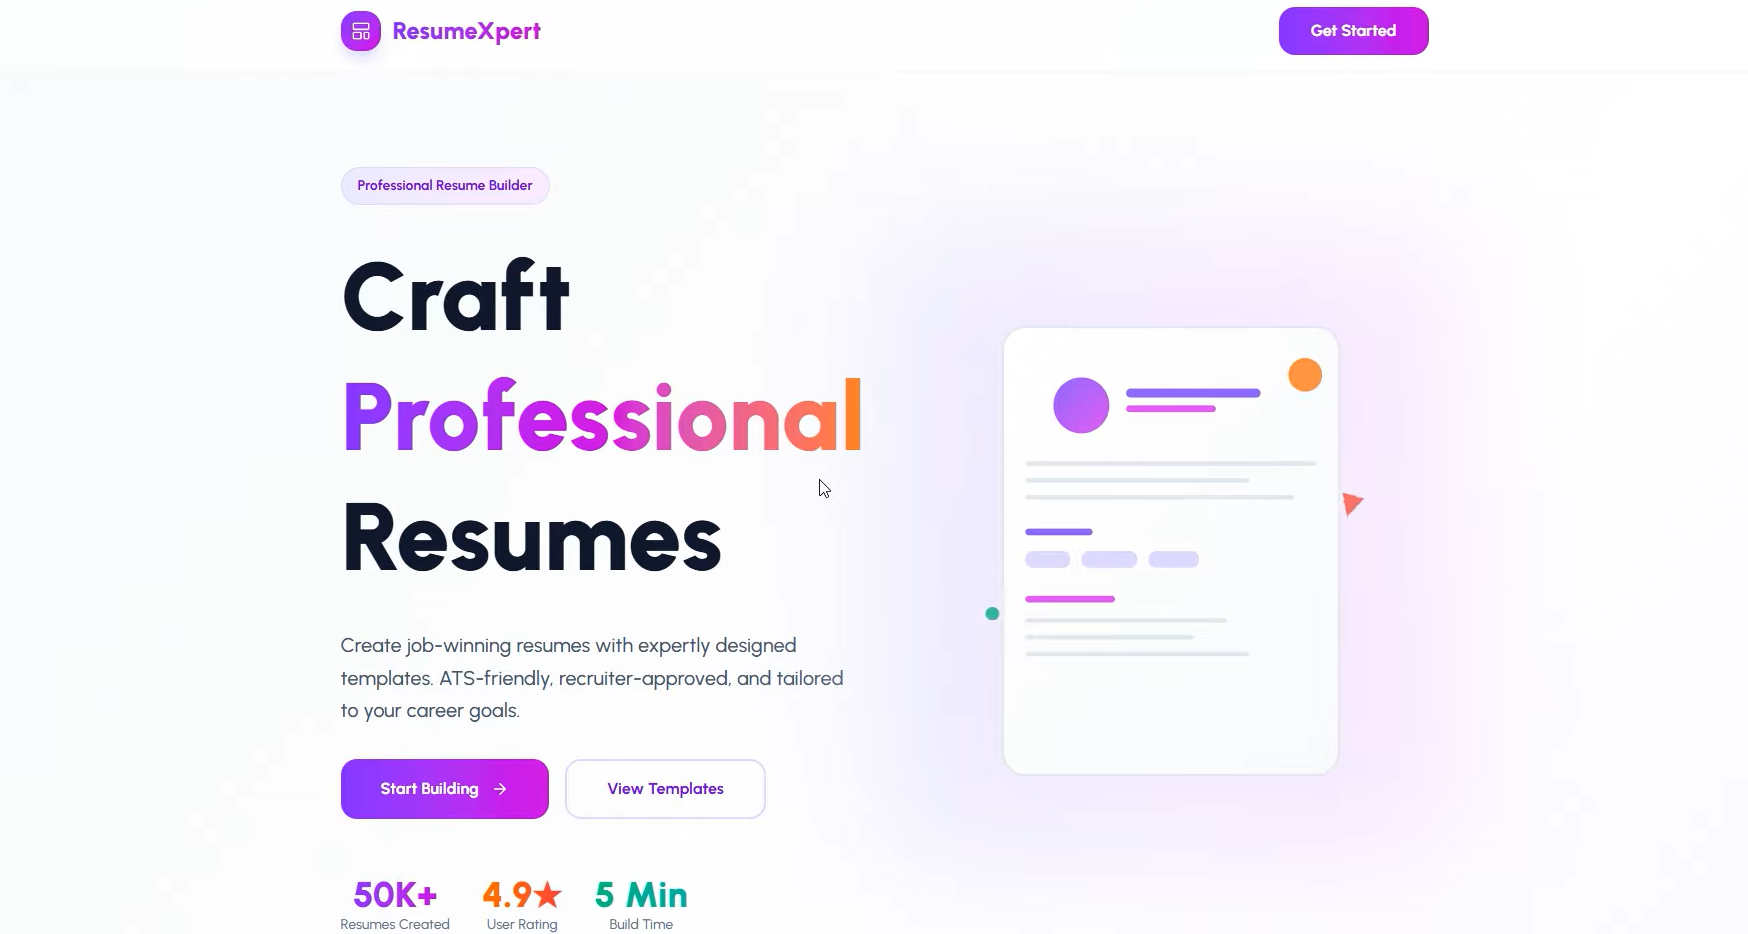 ResumeXpert
Get Started
Professional Resume Builder
Craft
Professional
Resumes
Create job-winning resumes with expertly designed
templates. ATS-friendly, recruiter-approved, and tailored
to your career goals.
Start Building →
View Templates
50K+
Resumes Created
4.9★
User Rating
5 Min
Build Time